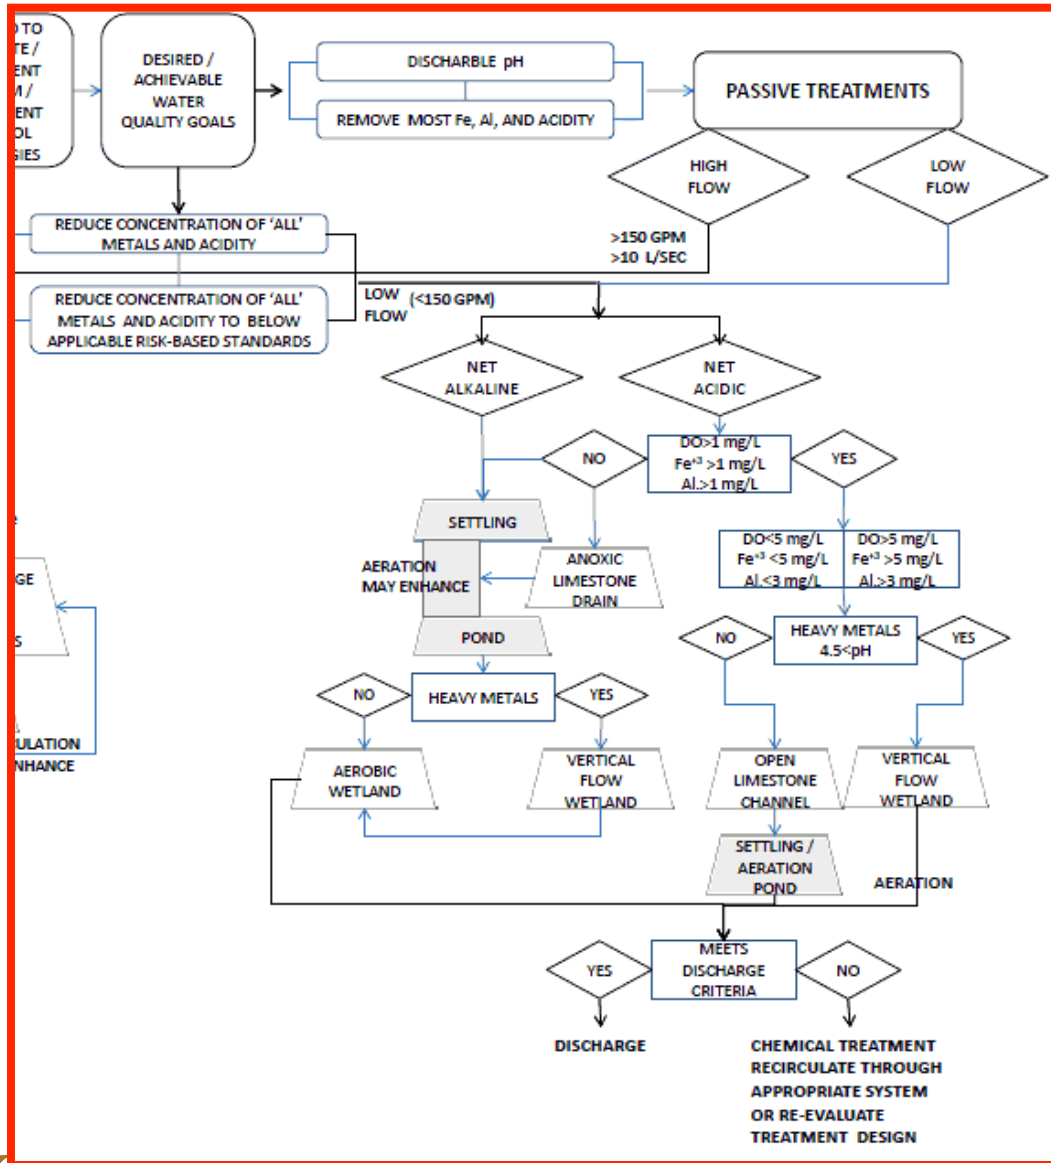 D TO
TE /
ENT
M /
ENT
OL
GIES
DESIRED /
ACHIEVABLE
WATER
QUALITY GOALS
DISCHARBLE pH
REMOVE MOST Fe, Al, AND ACIDITY
PASSIVE TREATMENTS
HIGH
FLOW
LOW
FLOW
REDUCE CONCENTRATION OF 'ALL'
METALS AND ACIDITY
>150 GPM
>10 L/SEC
REDUCE CONCENTRATION OF 'ALL'
METALS AND ACIDITY TO BELOW
APPLICABLE RISK-BASED STANDARDS
LOW
FLOW
(<150 GPM)
NET
ALKALINE
NET
ACIDIC
NO
DO>1 mg/L
Fe+3 >1 mg/L
Al.>1 mg/L
YES
SETTLING
AERATION
MAY ENHANCE
POND
ANOXIC
LIMESTONE
DRAIN
DO<5 mg/L
Fe+3 <5 mg/L
Al.<3 mg/L
DO>5 mg/L
Fe+3 >5 mg/L
Al.>3 mg/L
GE
S
NO
HEAVY METALS
4.5<pH
YES
NO
HEAVY METALS
YES
ULATION
NHANCE
AEROBIC
WETLAND
VERTICAL
FLOW
WETLAND
OPEN
LIMESTONE
CHANNEL
VERTICAL
FLOW
WETLAND
SETTLING /
AERATION
POND
AERATION
YES
MEETS
DISCHARGE
CRITERIA
NO
DISCHARGE
CHEMICAL TREATMENT
RECIRCULATE THROUGH
APPROPRIATE SYSTEM
OR RE-EVALUATE
TREATMENT DESIGN